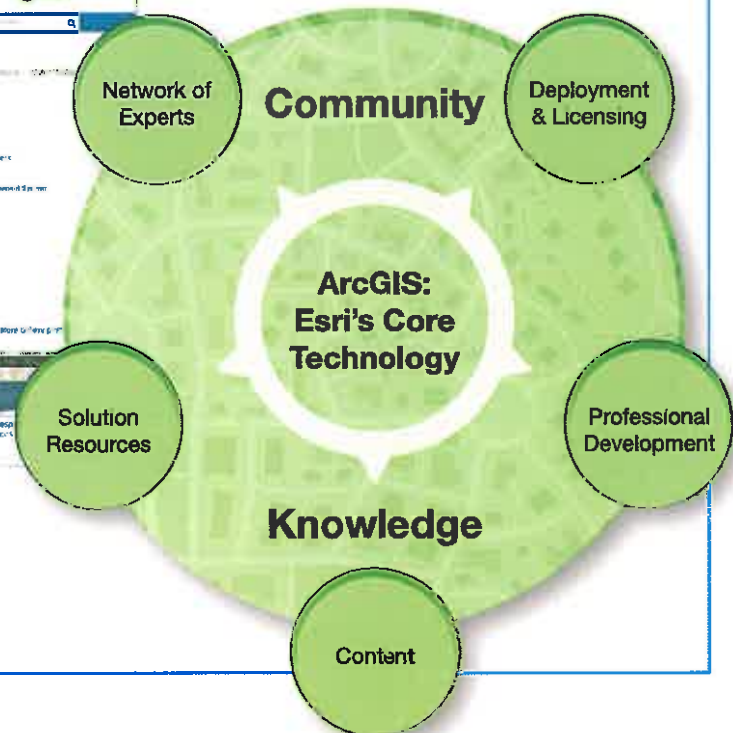 Network of
Experts
Community
Deployment
& Licensing
ArcGIS:
Esri's Core
Technology
Solution
Resources
Professional
Development
Knowledge
Content